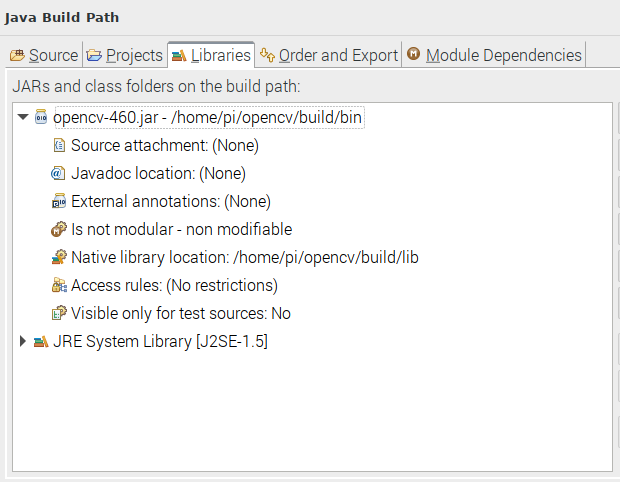 Java Build Path
Source Projects Libraries Order and Export Module Dependencies
JARs and class folders on the build path:
opencv-460.jar - /home/pi/opencv/build/bin
Source attachment: (None)
Javadoc location: (None)
External annotations: (None)
Is not modular - non modifiable
Native library location: /home/pi/opencv/build/lib
Access rules: (No restrictions)
Visible only for test sources: No
JRE System Library [J2SE-1.5]